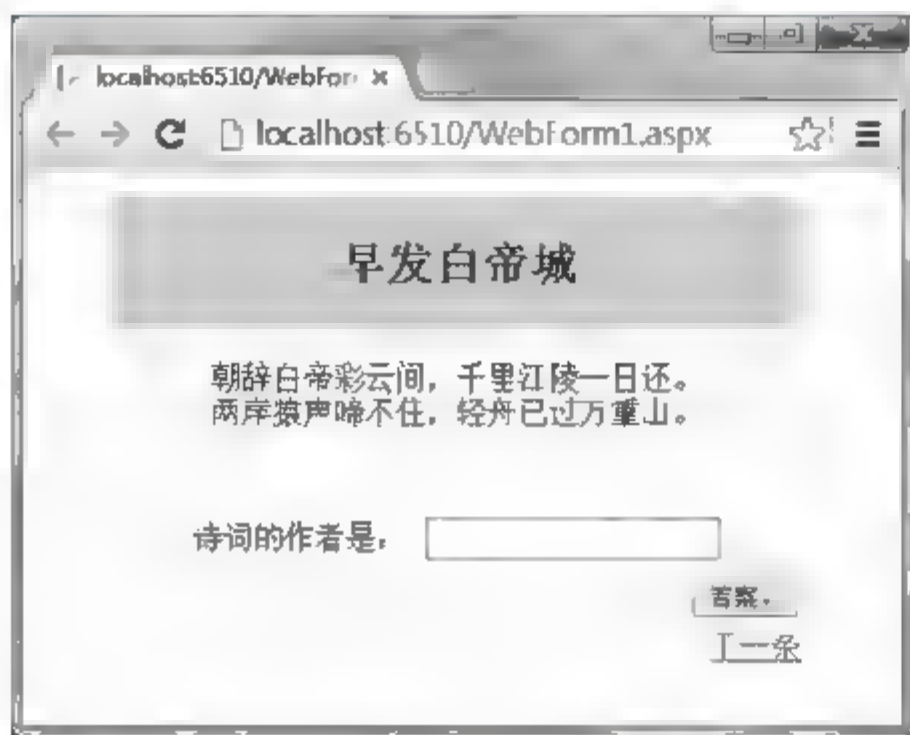 localhost:6510/WebFor
localhost:6510/WebForm1.aspx
早发白帝城
朝辞白帝彩云间，千里江陵一日还。
两岸猿声啼不住，轻舟已过万重山。
诗词的作者是：
答案。
下一条